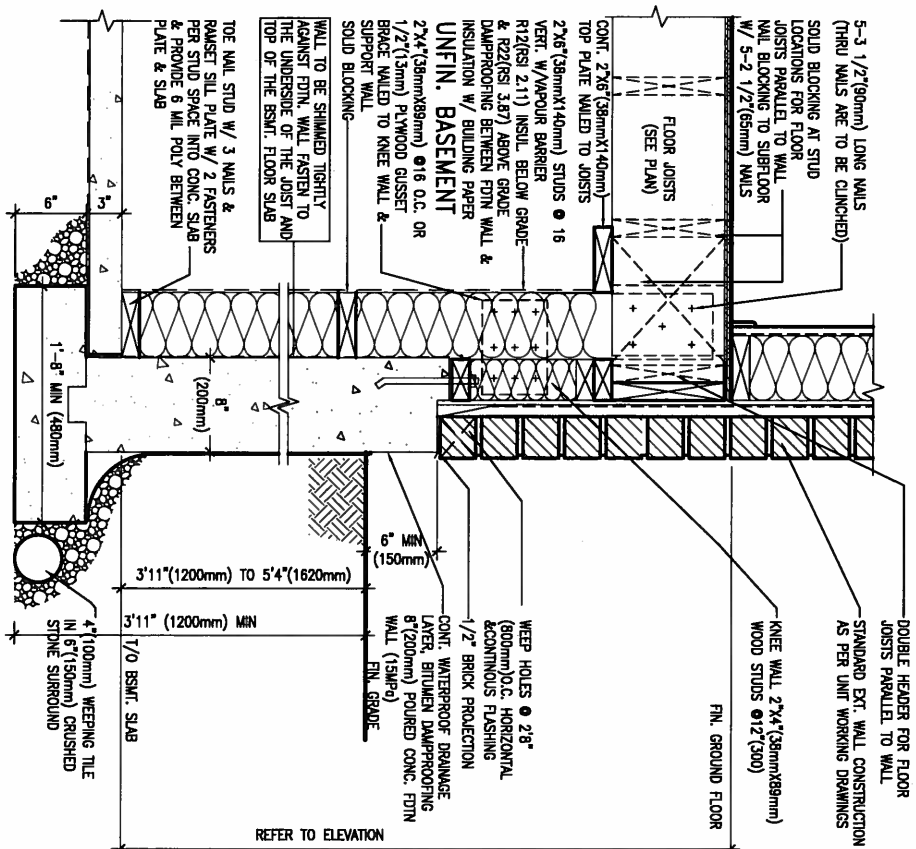 5-3 1/2"(90mm) LONG NAILS
(THRU NAILS ARE TO BE CLINCHED)
SOLID BLOCKING AT STUD
LOCATIONS FOR FLOOR
JOISTS PARALLEL TO WALL
NAIL BLOCKING TO SUBFLOOR
W/ 5-2 1/2"(65mm) NAILS
FLOOR JOISTS
(SEE PLAN)
CONT. 2"X6"(38mmX140mm)
TOP PLATE NAILED TO JOISTS
2"X6"(38mmX140mm) STUDS @ 16
VERT. W/VAPOUR BARRIER
R12(RSI 2.11) INSUL BELOW GRADE
& R22(RSI 3.87) ABOVE GRADE
DAMPROOFING BETWEEN FDTN WALL &
INSULATION W/ BUILDING PAPER
UNFIN. BASEMENT
2"X4"(38mmX89mm) @16 O.C. OR
1/2"(13mm) PLYWOOD GUSSET
BRACE NAILED TO KNEE WALL &
SUPPORT WALL
SOLID BLOCKING
WALL TO BE SHIMMED TIGHTLY
AGAINST FDTN. WALL FASTEN TO
THE UNDERSIDE OF THE JOIST AND
TOP OF THE BSMT. FLOOR SLAB
TOE NAIL STUD W/ 3 NAILS &
RAMSET SILL PLATE W/ 2 FASTENERS
PER STUD SPACE INTO CONC. SLAB
& PROVIDE 6 MIL POLY BETWEEN
PLATE & SLAB
6"
3"
1'-8" MIN (480mm)
8"
(200mm)
6" MIN
(150mm)
3'11"(1200mm) TO 5'4"(1620mm)
3'11" (1200mm) MIN
DOUBLE HEADER FOR FLOOR
JOISTS PARALLEL TO WALL
STANDARD EXT. WALL CONSTRUCTION
AS PER UNIT WORKING DRAWINGS
KNEE WALL 2"X4"(38mmX89mm)
WOOD STUDS @12"(300)
FIN. GROUND FLOOR
WEEP HOLES @ 2'8"
(800mm)O.C. HORIZONTAL
&CONTINOUS FLASHING
1/2" BRICK PROJECTION
CONT. WATERPROOF DRAINAGE
LAYER, BITUMEN DAMPPROOFING
8"(200mm) POURED CONC. FDTN
WALL (15MPa)
FIN. GRADE
REFER TO ELEVATION
T/O BSMT. SLAB
4"(100mm) WEEPING TILE
IN 6"(150mm) CRUSHED
STONE SURROUND